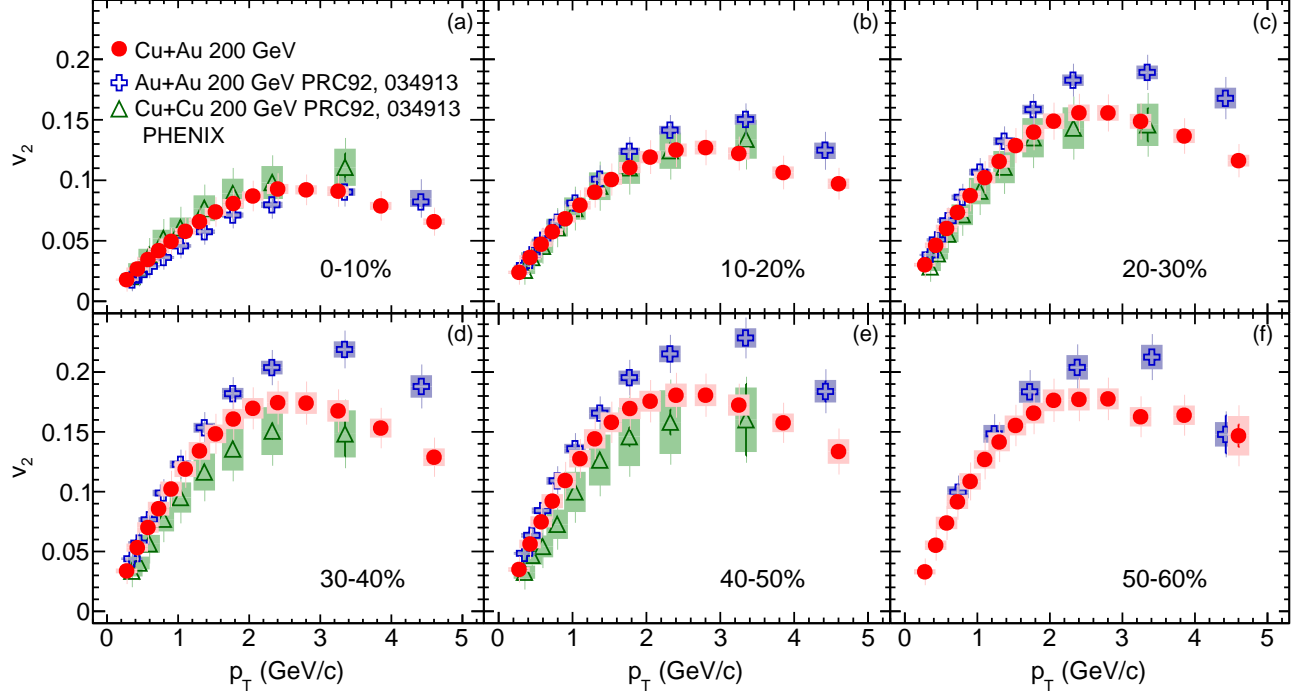 (a)
(b)
(c)
Cu+Au 200 GeV
Au+Au 200 GeV PRC92, 034913
Cu+Cu 200 GeV PRC92, 034913
PHENIX
v2
0.2
0.15
0.1
0.05
0
0-10%
10-20%
20-30%
(d)
(e)
(f)
v2
0.2
0.15
0.1
0.05
0
30-40%
40-50%
50-60%
0 1 2 3 4 5
0 1 2 3 4 5
0 1 2 3 4 5
pT (GeV/c)
pT (GeV/c)
pT (GeV/c)